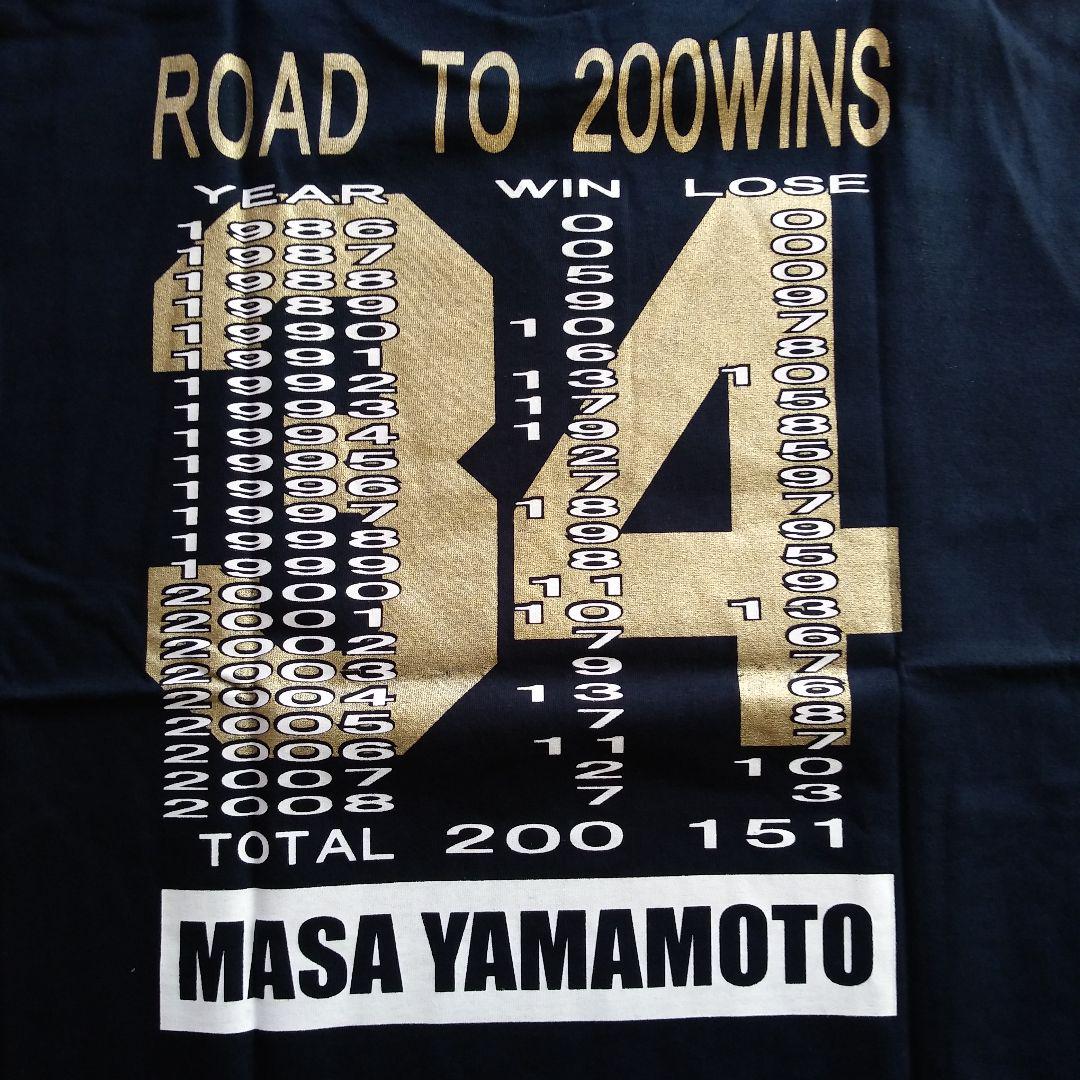 ROAD TO 200WINS
YEAR WIN LOSE
1986 0 0
1987 0 0
1988 5 0
1989 9 9
1990 10 7
1991 6 8
1992 13 10
1993 17 5
1994 19 8
1995 2 5
1996 7 9
1997 18 7
1998 9 9
1999 8 5
2000 11 9
2001 10 13
2002 7 6
2003 9 7
2004 13 6
2005 7 8
2006 11 7
2007 2 10
2008 7 3
TOTAL 200 151
MASA YAMAMOTO
34